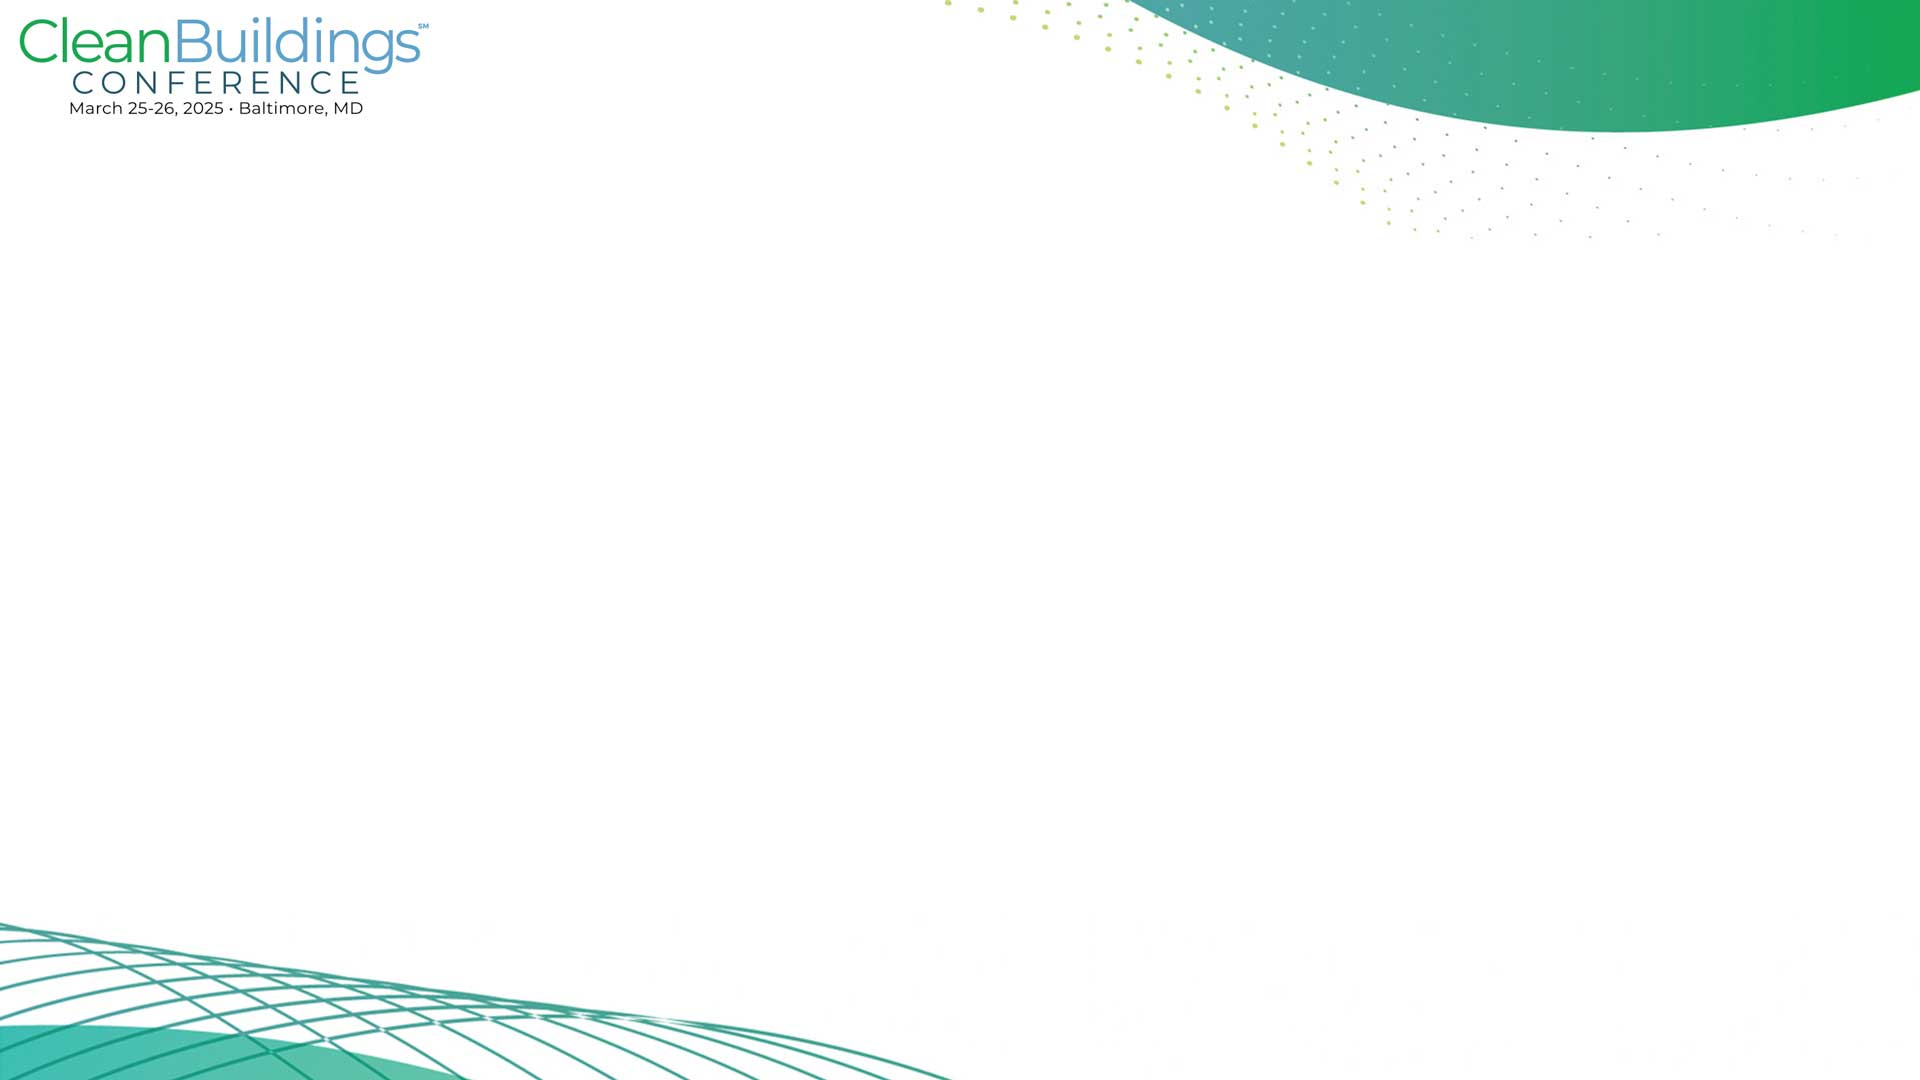 CleanBuildings℠
CONFERENCE
March 25-26, 2025 • Baltimore, MD